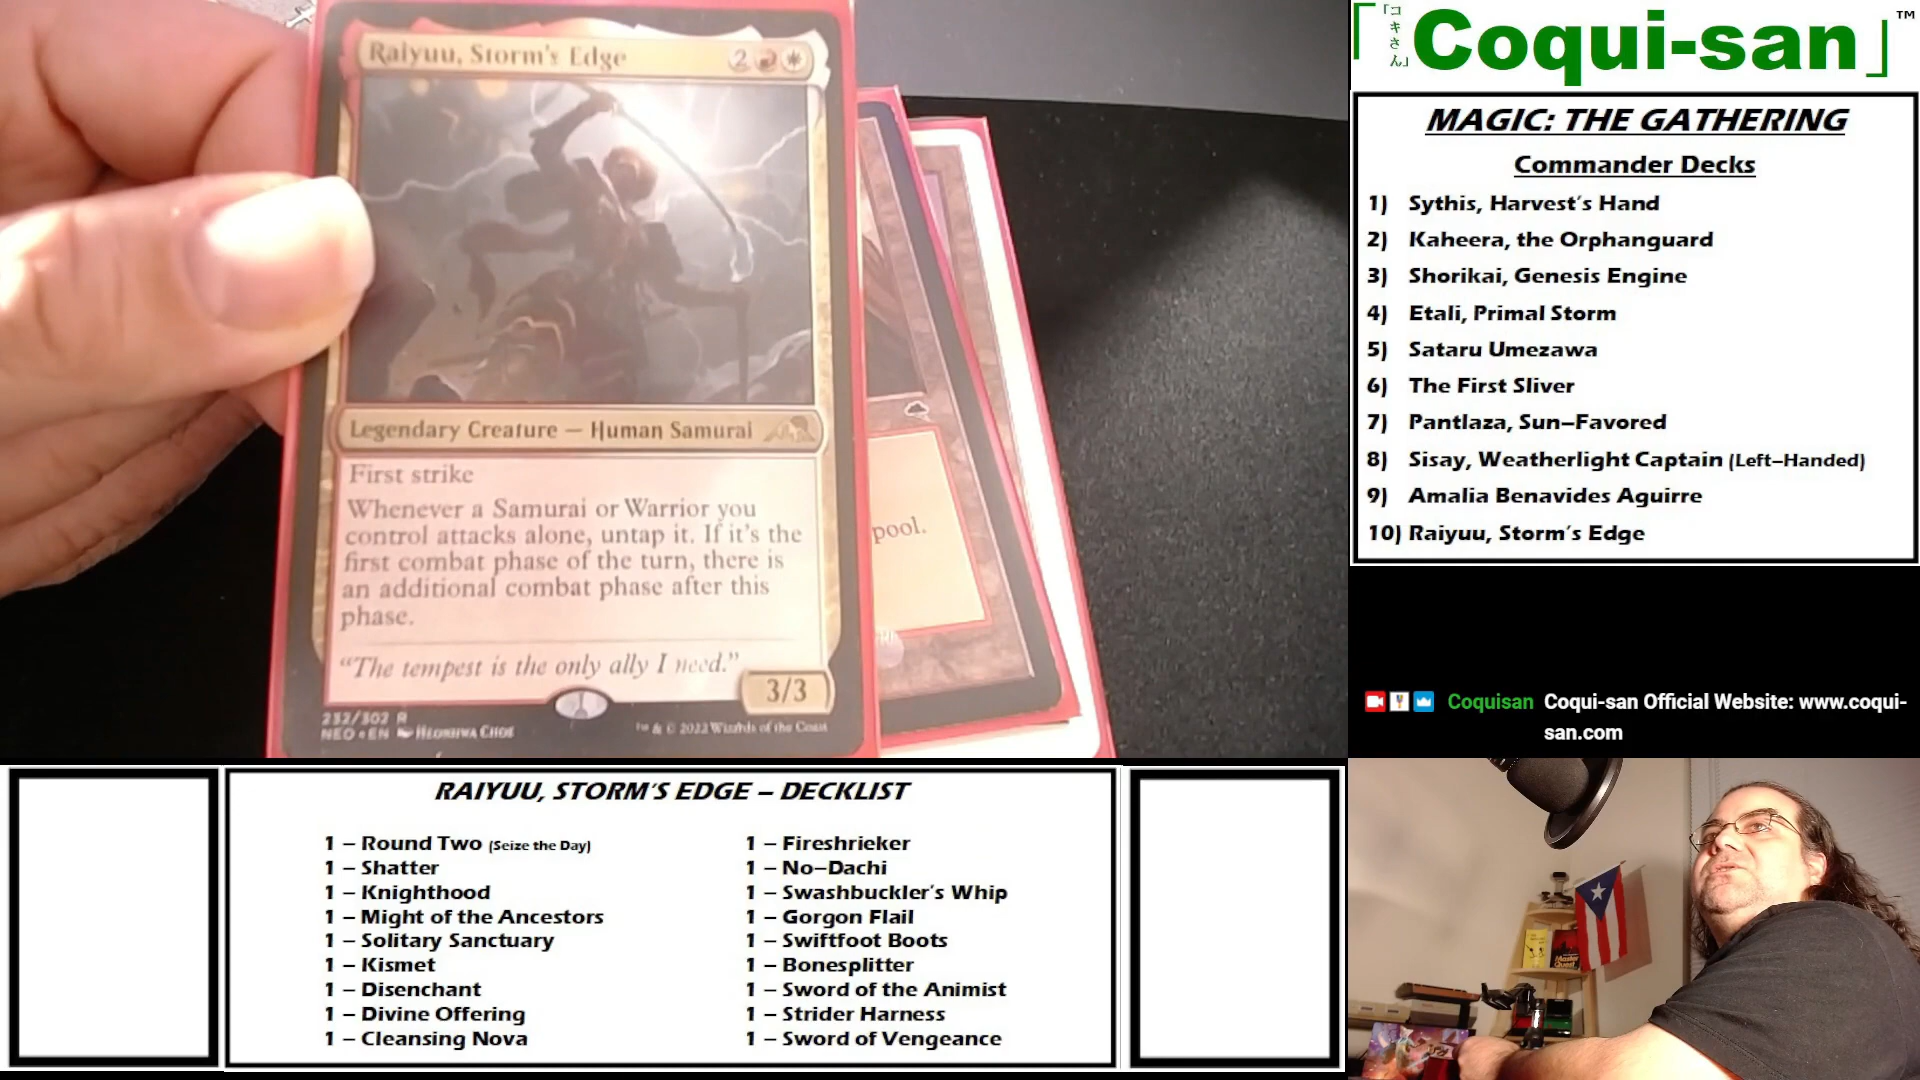 Raiyuu, Storm's Edge 2
Legendary Creature — Human Samurai
First strike
Whenever a Samurai or Warrior you
control attacks alone, untap it. If it's the
first combat phase of the turn, there is
an additional combat phase after this
phase.
"The tempest is the only ally I need."
3/3
232/302 R
NEO • EN HEONHWA CHOE
™ & © 2022 Wizards of the Coast
pool.
「コキさん」
「Coqui-san」™
MAGIC: THE GATHERING
Commander Decks
1) Sythis, Harvest's Hand
2) Kaheera, the Orphanguard
3) Shorikai, Genesis Engine
4) Etali, Primal Storm
5) Sataru Umezawa
6) The First Sliver
7) Pantlaza, Sun–Favored
8) Sisay, Weatherlight Captain (Left–Handed)
9) Amalia Benavides Aguirre
10) Raiyuu, Storm's Edge
Coquisan Coqui-san Official Website: www.coqui-
san.com
RAIYUU, STORM'S EDGE – DECKLIST
1 – Round Two (Seize the Day)
1 – Shatter
1 – Knighthood
1 – Might of the Ancestors
1 – Solitary Sanctuary
1 – Kismet
1 – Disenchant
1 – Divine Offering
1 – Cleansing Nova
1 – Fireshrieker
1 – No–Dachi
1 – Swashbuckler's Whip
1 – Gorgon Flail
1 – Swiftfoot Boots
1 – Bonesplitter
1 – Sword of the Animist
1 – Strider Harness
1 – Sword of Vengeance
Master
Quest